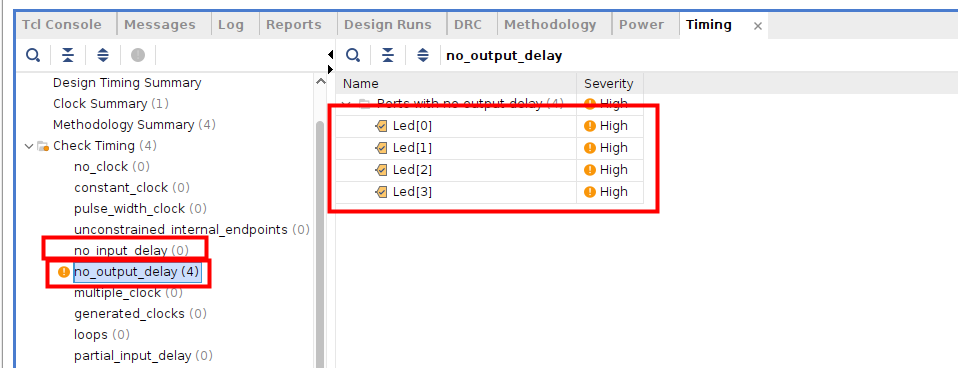 Tcl Console Messages Log Reports Design Runs DRC Methodology Power Timing
no_output_delay
Design Timing Summary
Clock Summary (1)
Methodology Summary (4)
Check Timing (4)
no_clock (0)
constant_clock (0)
pulse_width_clock (0)
unconstrained_internal_endpoints (0)
no_input_delay (0)
no_output_delay (4)
multiple_clock (0)
generated_clocks (0)
loops (0)
partial_input_delay (0)
Name Severity
Ports with no output delay (4) High
Led[0] High
Led[1] High
Led[2] High
Led[3] High